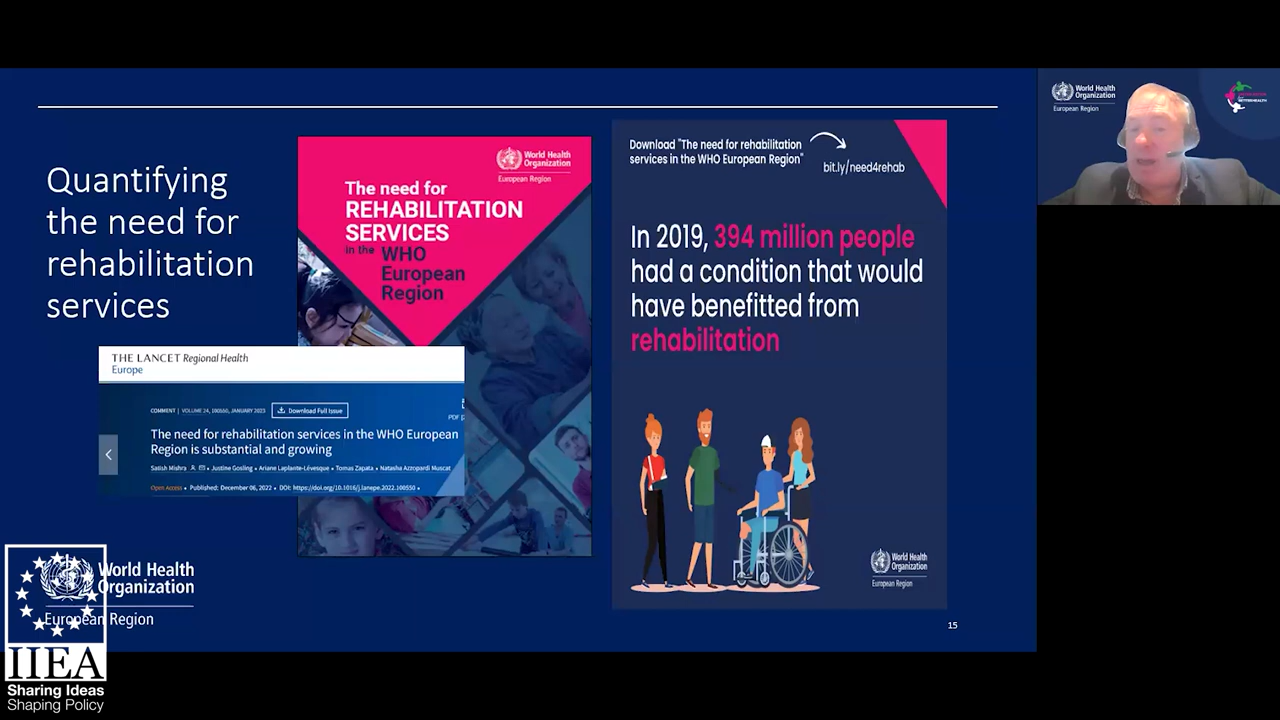 Quantifying
the need for
rehabilitation
services
World Health
Organization
European Region
The need for
REHABILITATION
SERVICES
in the WHO
European
Region
THE LANCET Regional Health
Europe
COMMENT | VOLUME 24, 100550, JANUARY 2023
Download Full Issue
PDF
The need for rehabilitation services in the WHO European
Region is substantial and growing
Satish Mishra • Justine Gosling • Ariane Laplante-Lévesque • Tomas Zapata • Natasha Azzopardi Muscat
Open Access • Published: December 06, 2022 • DOI: https://doi.org/10.1016/j.lanepe.2022.100550 •
Download "The need for rehabilitation
services in the WHO European Region"
bit.ly/need4rehab
In 2019, 394 million people
had a condition that would
have benefitted from
rehabilitation
World Health
Organization
European Region
15
World Health
Organization
European Region
IIEA
Sharing Ideas
Shaping Policy
World Health
Organization
European Region